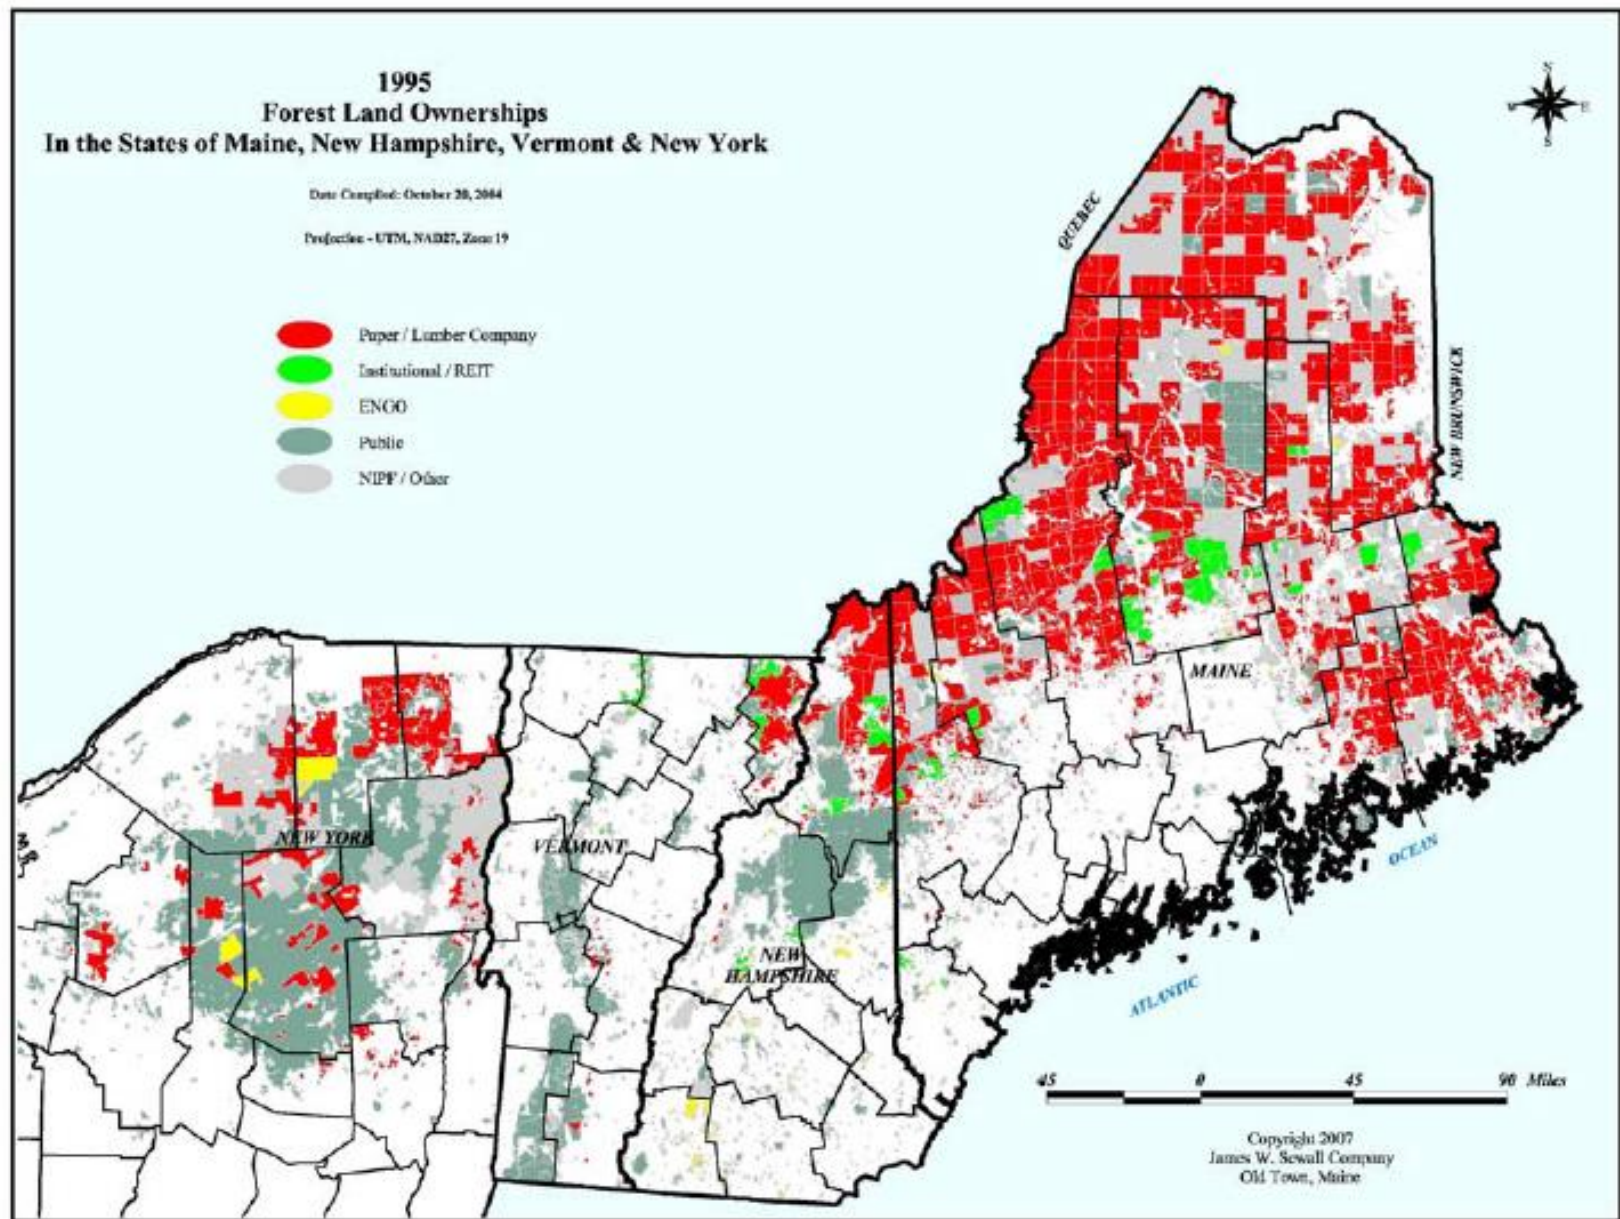 1995
Forest Land Ownerships
In the States of Maine, New Hampshire, Vermont & New York
Date Compiled: October 20, 2004
Projection - UTM, NAD27, Zone 19
Paper / Lumber Company
Institutional / REIT
ENGO
Public
NIPF / Other
N
W
E
S
QUEBEC
NEW BRUNSWICK
MAINE
NEW YORK
VERMONT
NEW
HAMPSHIRE
OCEAN
ATLANTIC
45 0 45 90 Miles
Copyright 2007
James W. Sewall Company
Old Town, Maine